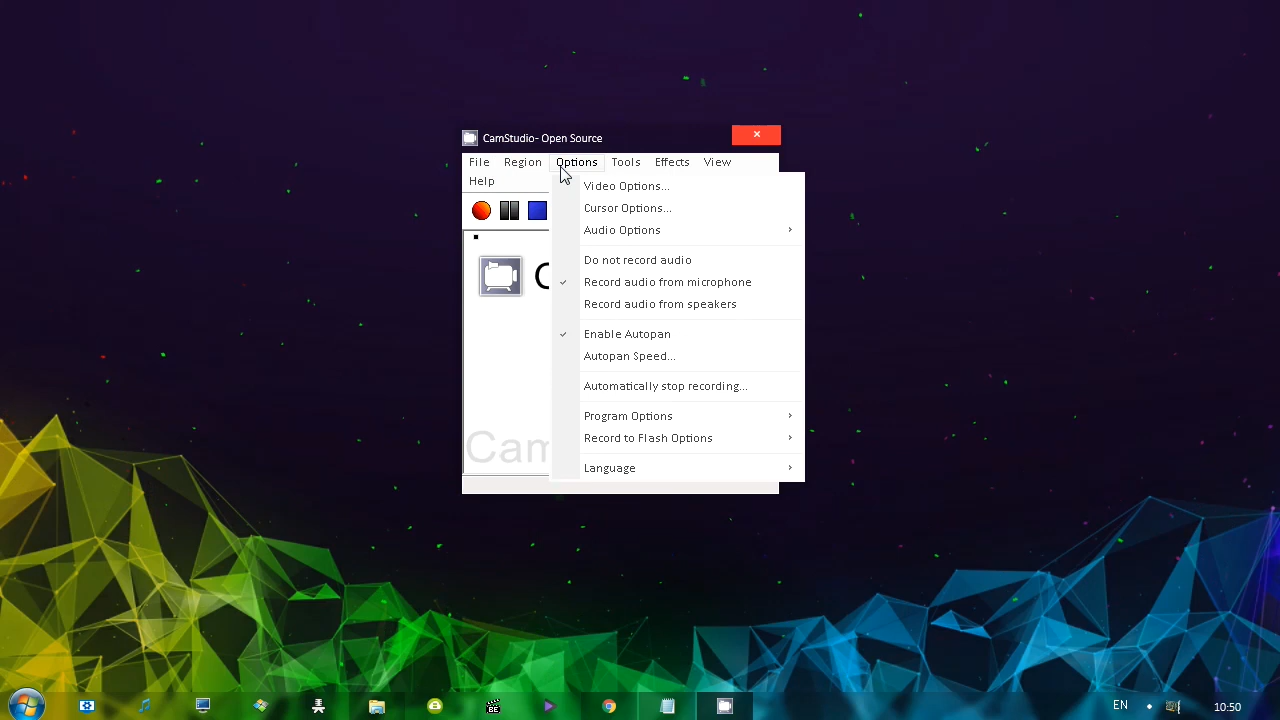 CamStudio- Open Source
File Region Options Tools Effects View
Help
Video Options...
Cursor Options...
Audio Options
Do not record audio
Record audio from microphone
Record audio from speakers
Enable Autopan
Autopan Speed...
Automatically stop recording...
Program Options
Record to Flash Options
Language
C
Cam
BE
EN
10:50